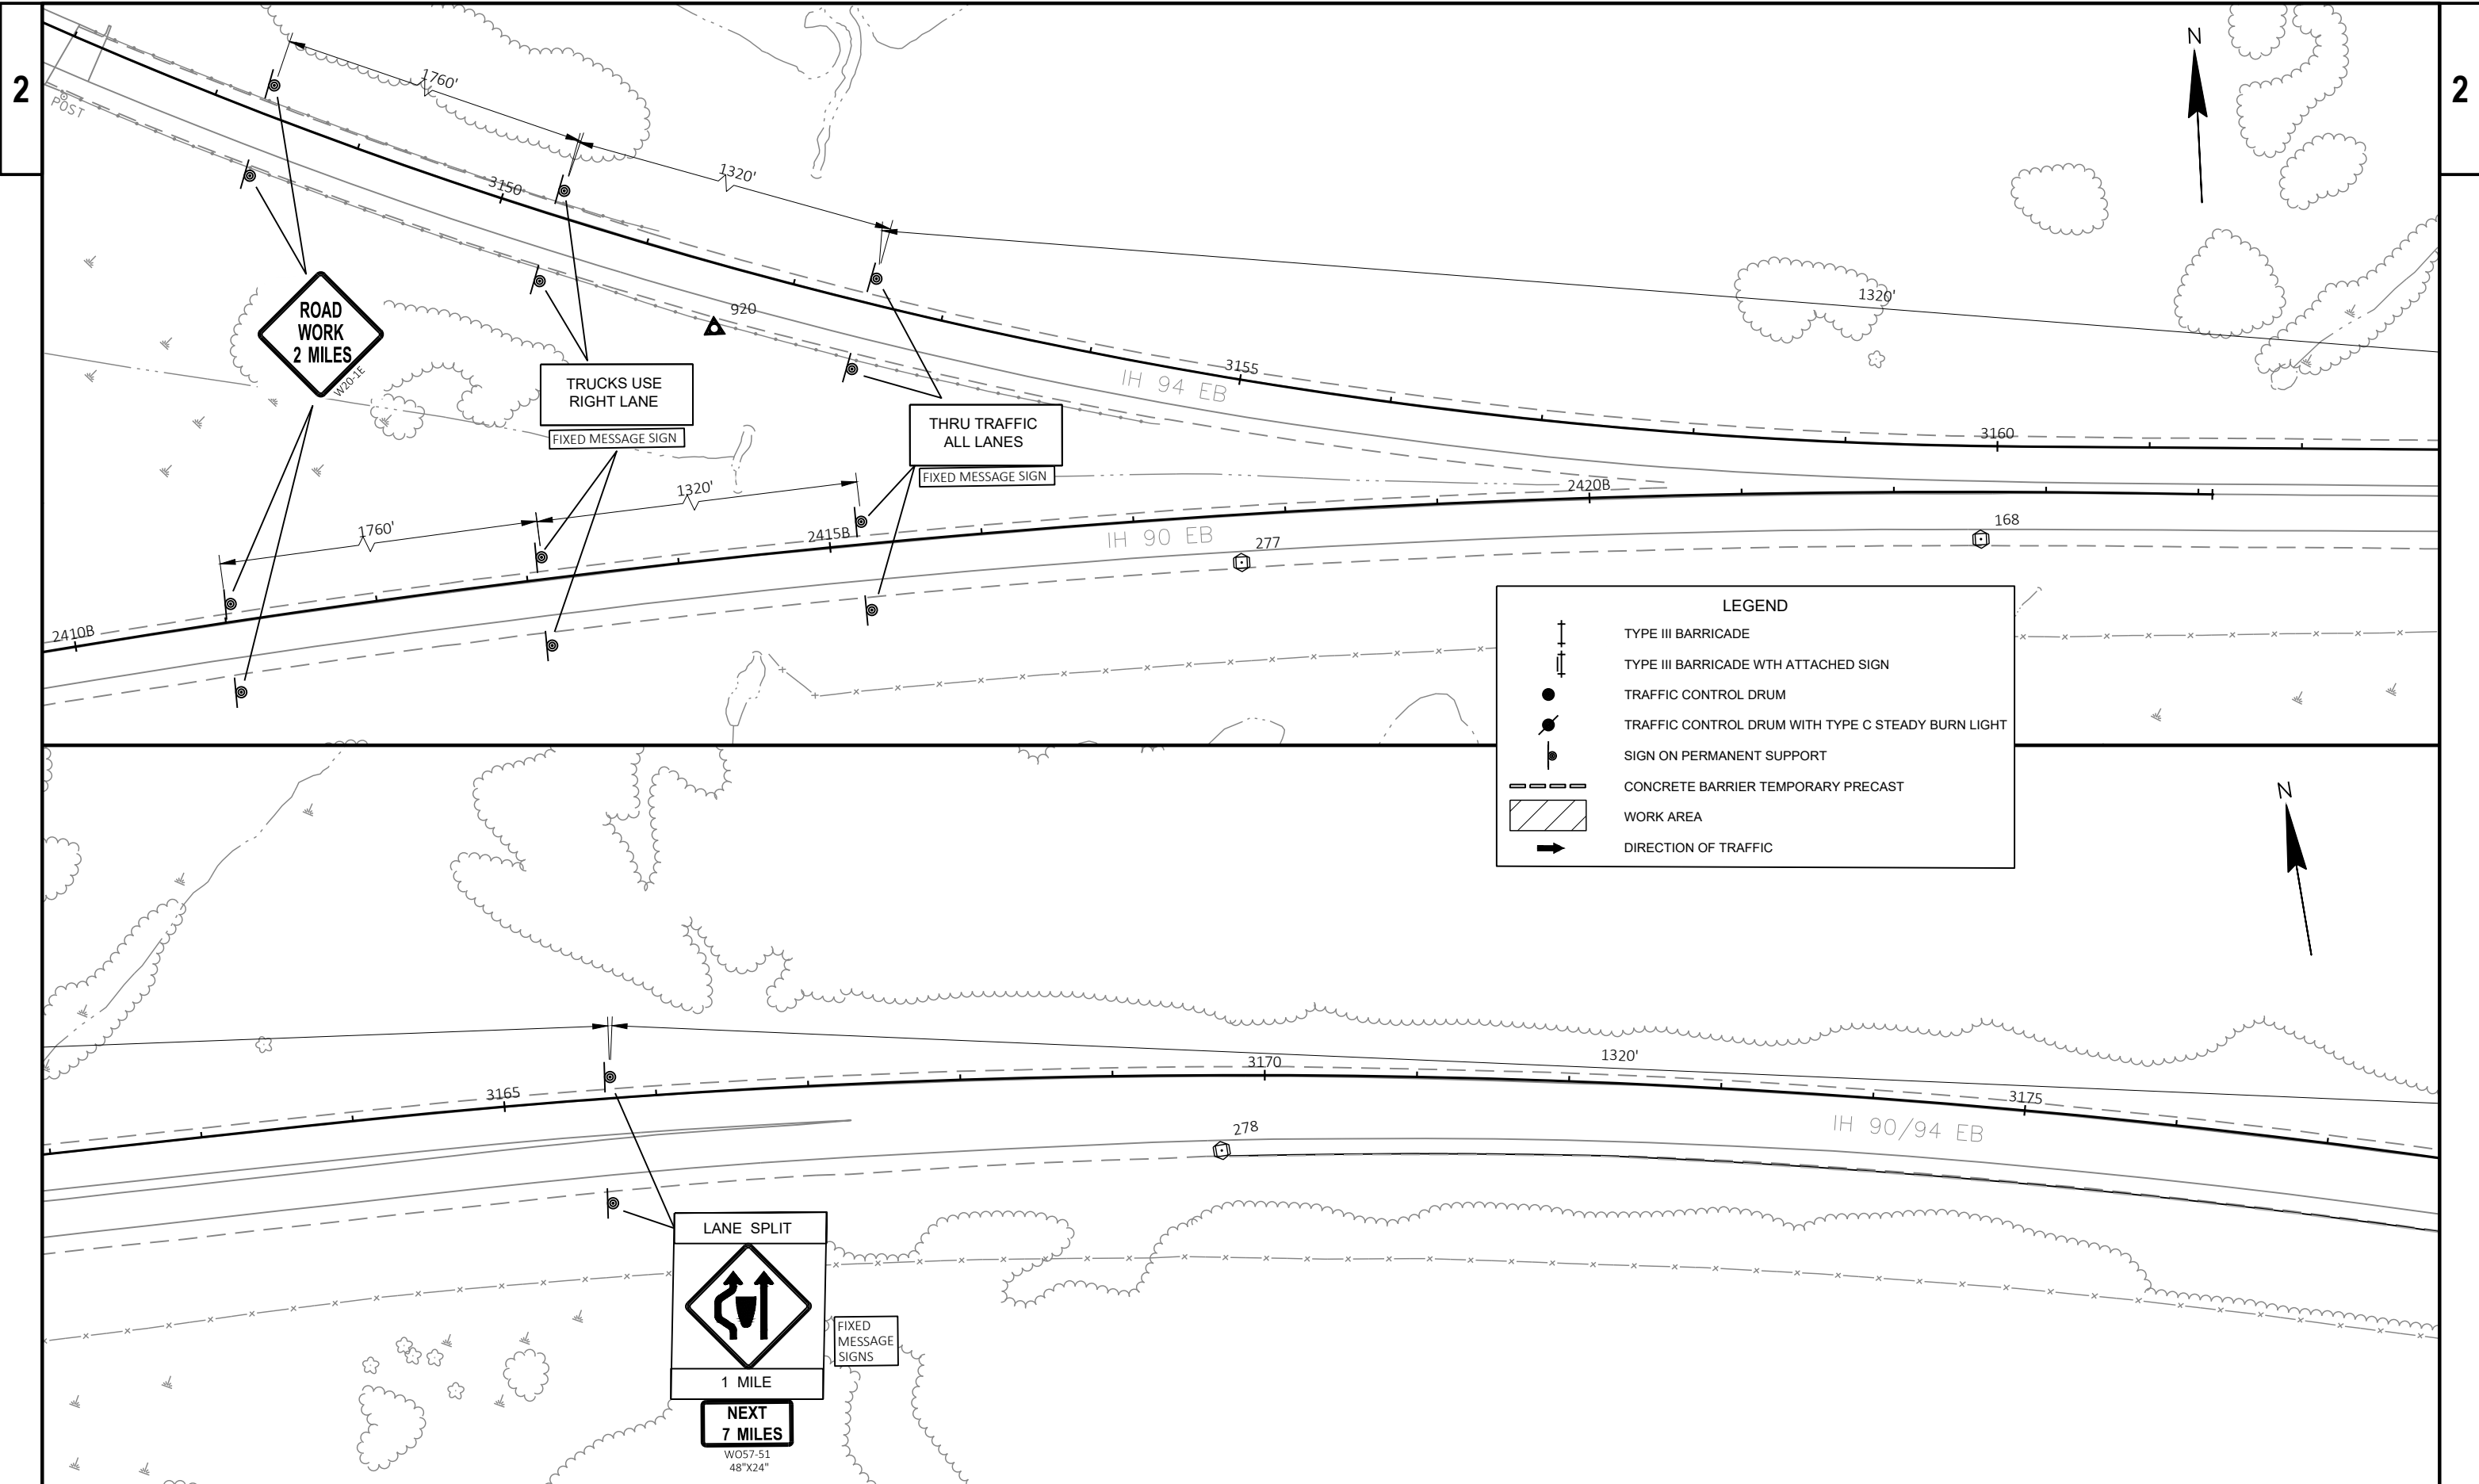 2
2
N
POST
1760'
1320'
3150
920
1320'
3155
IH 94 EB
3160
ROAD
WORK
2 MILES
W20-1E
TRUCKS USE
RIGHT LANE
FIXED MESSAGE SIGN
THRU TRAFFIC
ALL LANES
FIXED MESSAGE SIGN
1760'
1320'
2410B
2415B
2420B
IH 90 EB
277
168
LEGEND
TYPE III BARRICADE
TYPE III BARRICADE WTH ATTACHED SIGN
TRAFFIC CONTROL DRUM
TRAFFIC CONTROL DRUM WITH TYPE C STEADY BURN LIGHT
SIGN ON PERMANENT SUPPORT
CONCRETE BARRIER TEMPORARY PRECAST
WORK AREA
DIRECTION OF TRAFFIC
N
3165
3170
1320'
3175
IH 90/94 EB
278
LANE SPLIT
1 MILE
FIXED
MESSAGE
SIGNS
NEXT
7 MILES
WO57-51
48"X24"